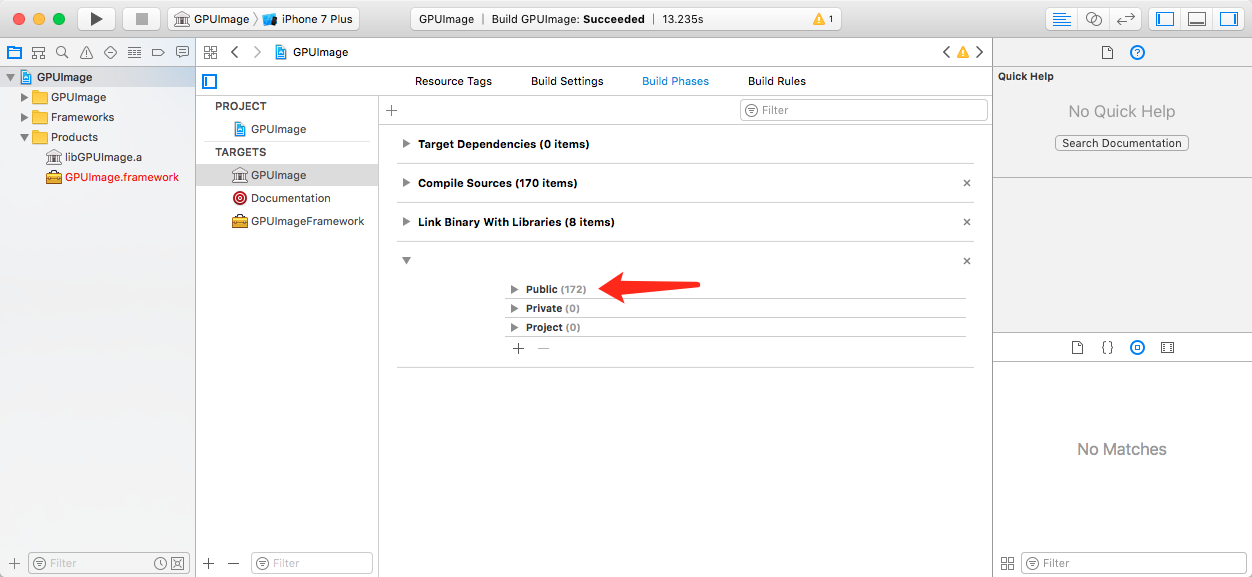 GPUImage iPhone 7 Plus GPUImage | Build GPUImage: Succeeded | 13.235s 1
GPUImage
Quick Help
No Quick Help
Search Documentation
GPUImage
GPUImage
Frameworks
Products
libGPUImage.a
GPUImage.framework
Resource Tags Build Settings Build Phases Build Rules
PROJECT
GPUImage
TARGETS
GPUImage
Documentation
GPUImageFramework
Filter
Target Dependencies (0 items)
Compile Sources (170 items)
Link Binary With Libraries (8 items)
Public (172)
Private (0)
Project (0)
No Matches
Filter
Filter
Filter